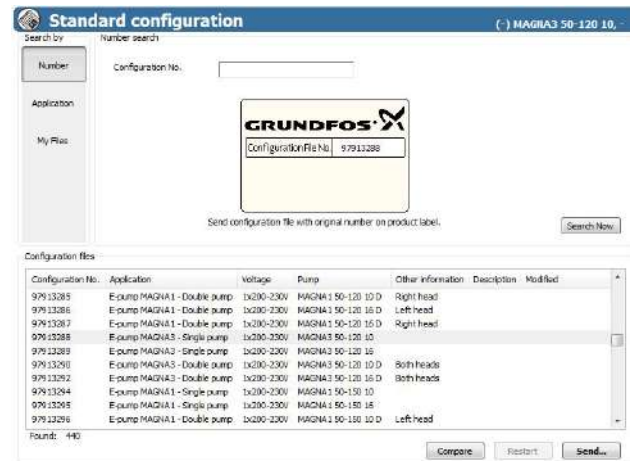 Standard configuration (-) MAGNA3 50-120 10, -
Search by Number search
Number Configuration No.
Application
My Files
GRUNDFOS
Configuration File No. 97913288
Send configuration file with original number on product label.
Search Now
Configuration files
Configuration No. Application Voltage Pump Other information Description Modified
97913285 E-pump MAGNA1 - Double pump 1x200-230V MAGNA1 50-120 10 D Right head
97913286 E-pump MAGNA1 - Double pump 1x200-230V MAGNA1 50-120 16 D Left head
97913287 E-pump MAGNA1 - Double pump 1x200-230V MAGNA1 50-120 16 D Right head
97913288 E-pump MAGNA3 - Single pump 1x200-230V MAGNA3 50-120 10
97913289 E-pump MAGNA3 - Single pump 1x200-230V MAGNA3 50-120 16
97913290 E-pump MAGNA3 - Double pump 1x200-230V MAGNA3 50-120 10 D Both heads
97913292 E-pump MAGNA3 - Double pump 1x200-230V MAGNA3 50-120 16 D Both heads
97913294 E-pump MAGNA1 - Single pump 1x200-230V MAGNA1 50-150 10
97913295 E-pump MAGNA1 - Single pump 1x200-230V MAGNA1 50-150 16
97913296 E-pump MAGNA1 - Double pump 1x200-230V MAGNA1 50-150 10 D Left head
Found: 440
Compare Restart Send...